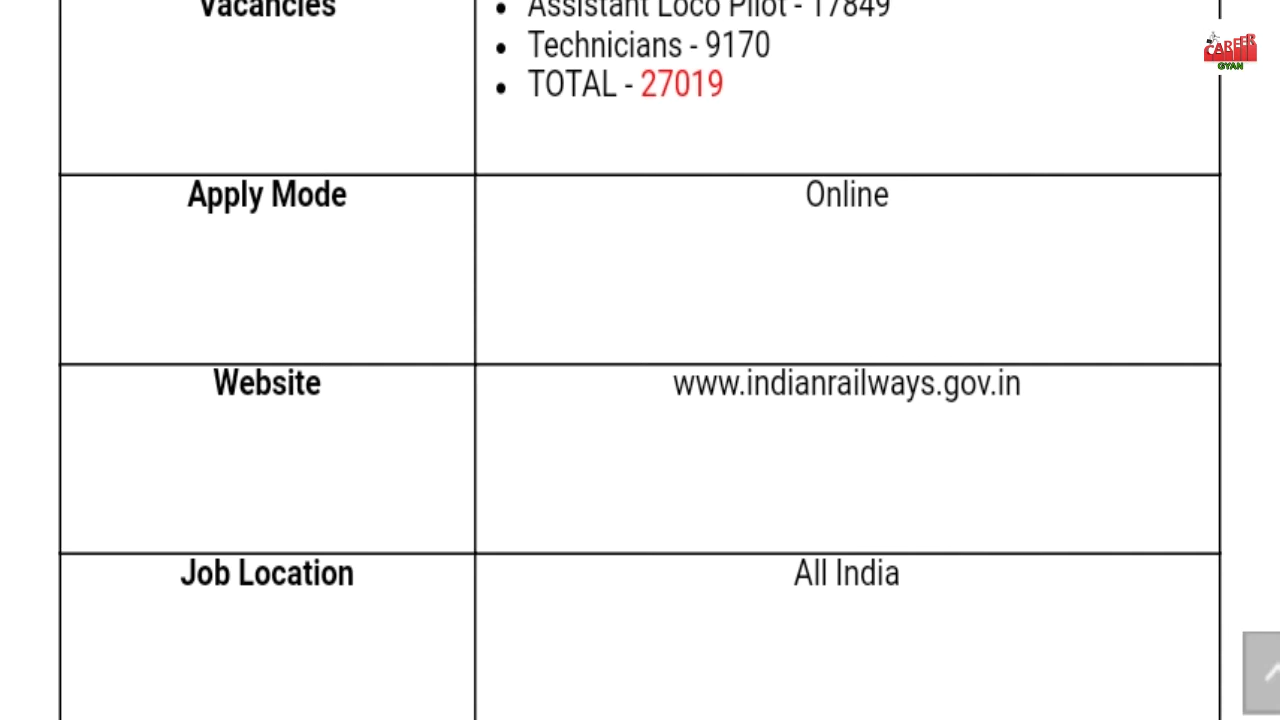 Vacancies
• Assistant Loco Pilot - 17849
• Technicians - 9170
• TOTAL - 27019
Apply Mode
Online
Website
www.indianrailways.gov.in
Job Location
All India
CAREER
GYAN